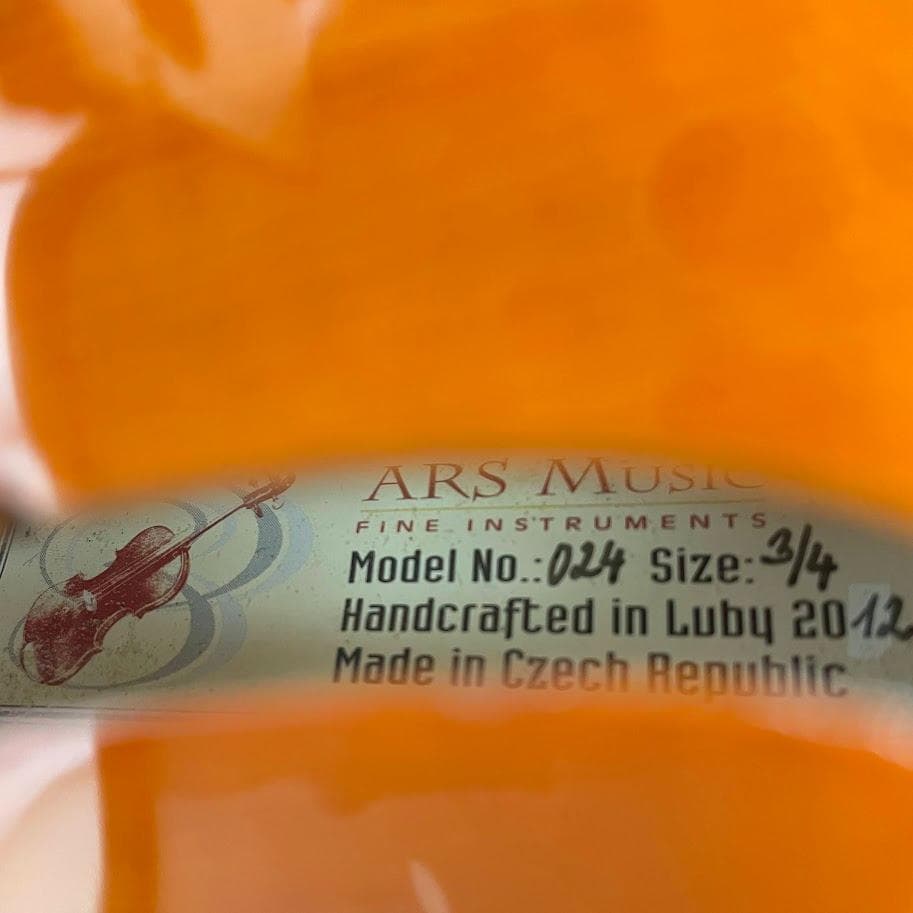 ARS MUSIC
FINE INSTRUMENTS
Model No.: 024 Size: 3/4
Handcrafted in Luby 2012
Made in Czech Republic